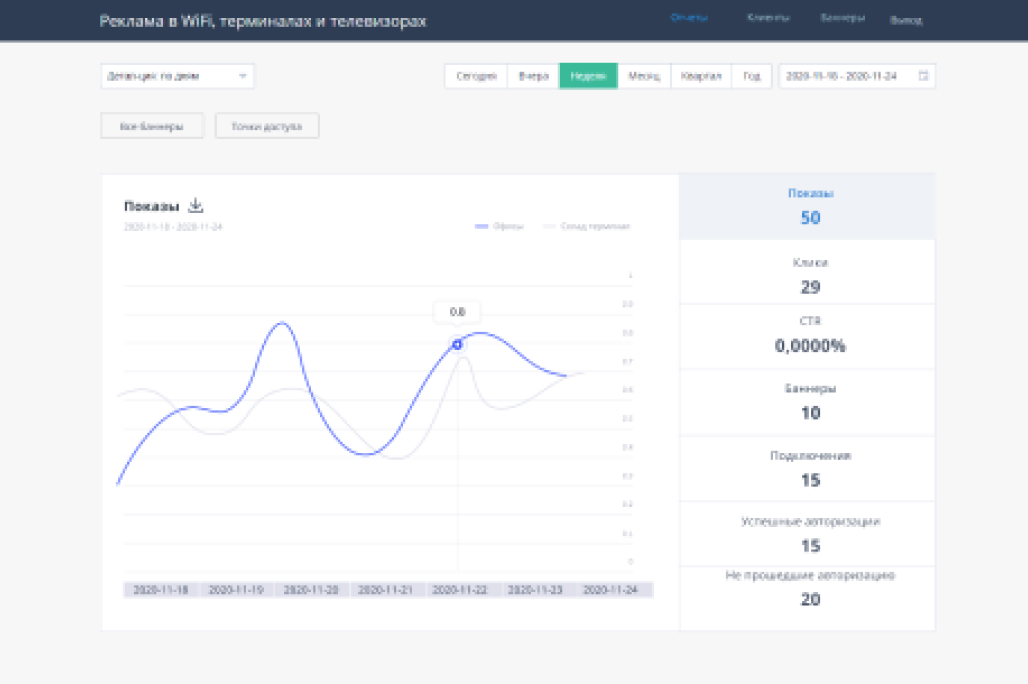 Реклама в WiFi, терминалах и телевизорах
Отчеты Клиенты Баннеры Выход
Детализация: по дням
Сегодня Вчера Неделя Месяц Квартал Год 2020-11-18 - 2020-11-24
Все баннеры Точки доступа
Показы
2020-11-18 - 2020-11-24
Офисы Склад терминал
1
0.9
0.8
0.7
0.6
0.5
0.4
0.3
0.2
0.1
0
0.8
2020-11-18 2020-11-19 2020-11-20 2020-11-21 2020-11-22 2020-11-23 2020-11-24
Показы
50
Клики
29
CTR
0,0000%
Баннеры
10
Подключения
15
Успешные авторизации
15
Не прошедшие авторизацию
20